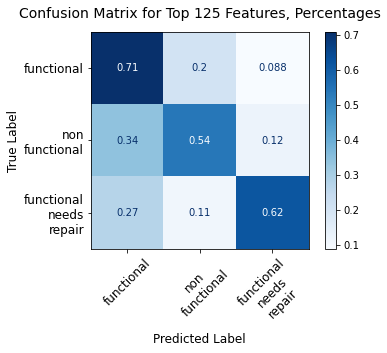 Confusion Matrix for Top 125 Features, Percentages
True Label
functional
0.71 0.2 0.088
non
functional
0.34 0.54 0.12
functional
needs
repair
0.27 0.11 0.62
functional
non
functional
functional
needs
repair
Predicted Label
0.7
0.6
0.5
0.4
0.3
0.2
0.1